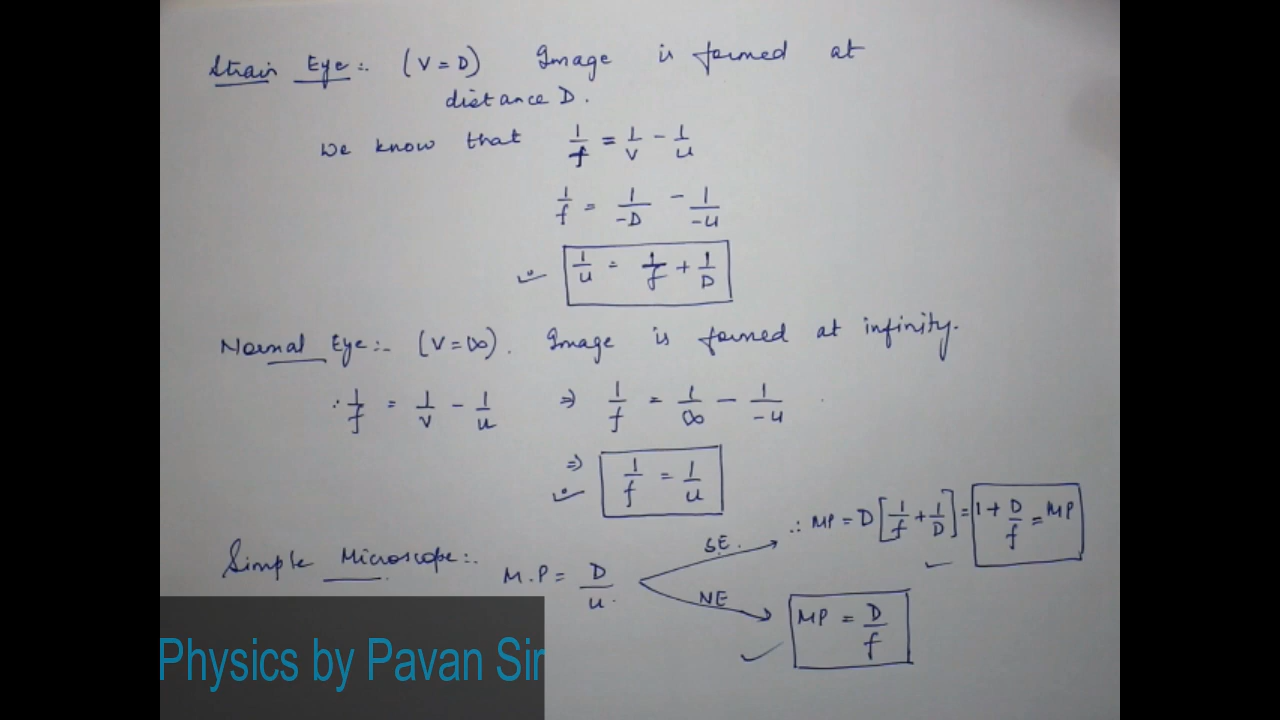 Strain Eye:- (V = D) Image is formed at
distance D.
We know that 1/f = 1/v - 1/u
1/f = 1/-D - 1/-u
1/u = 1/f + 1/D
Normal Eye:- (V = ∞). Image is formed at infinity.
∴ 1/f = 1/v - 1/u ⇒ 1/f = 1/∞ - 1/-u
⇒ 1/f = 1/u
Simple Microscope:- M.P = D/u.
SE. ∴ MP = D[1/f + 1/D] = 1 + D/f = MP
NE MP = D/f
Physics by Pavan Sir